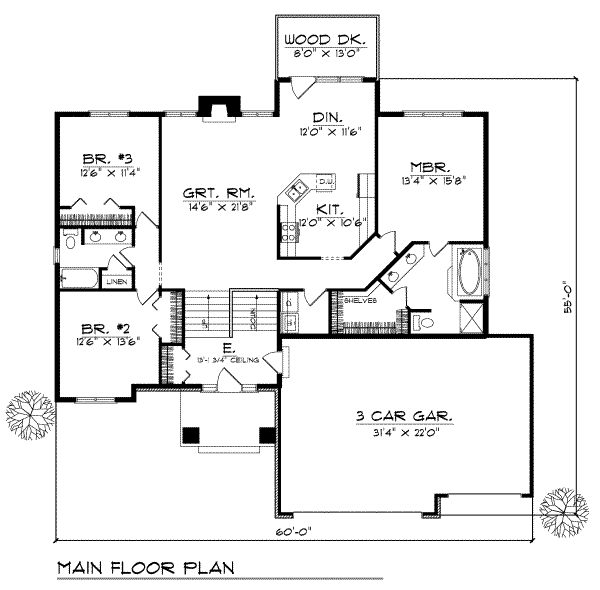 WOOD DK.
8'0" X 13'0"
DIN.
12'0" X 11'6"
BR. #3
12'6" X 11'4"
MBR.
13'4" X 15'8"
GRT. RM.
14'6" X 21'8"
D.W.
KIT.
12'0" X 10'6"
LINEN
SHELVES
55'-0"
UP
DOWN
BR. #2
12'6" X 13'6"
E.
13'-1 3/4" CEILING
3 CAR GAR.
31'4" X 22'0"
60'-0"
MAIN FLOOR PLAN